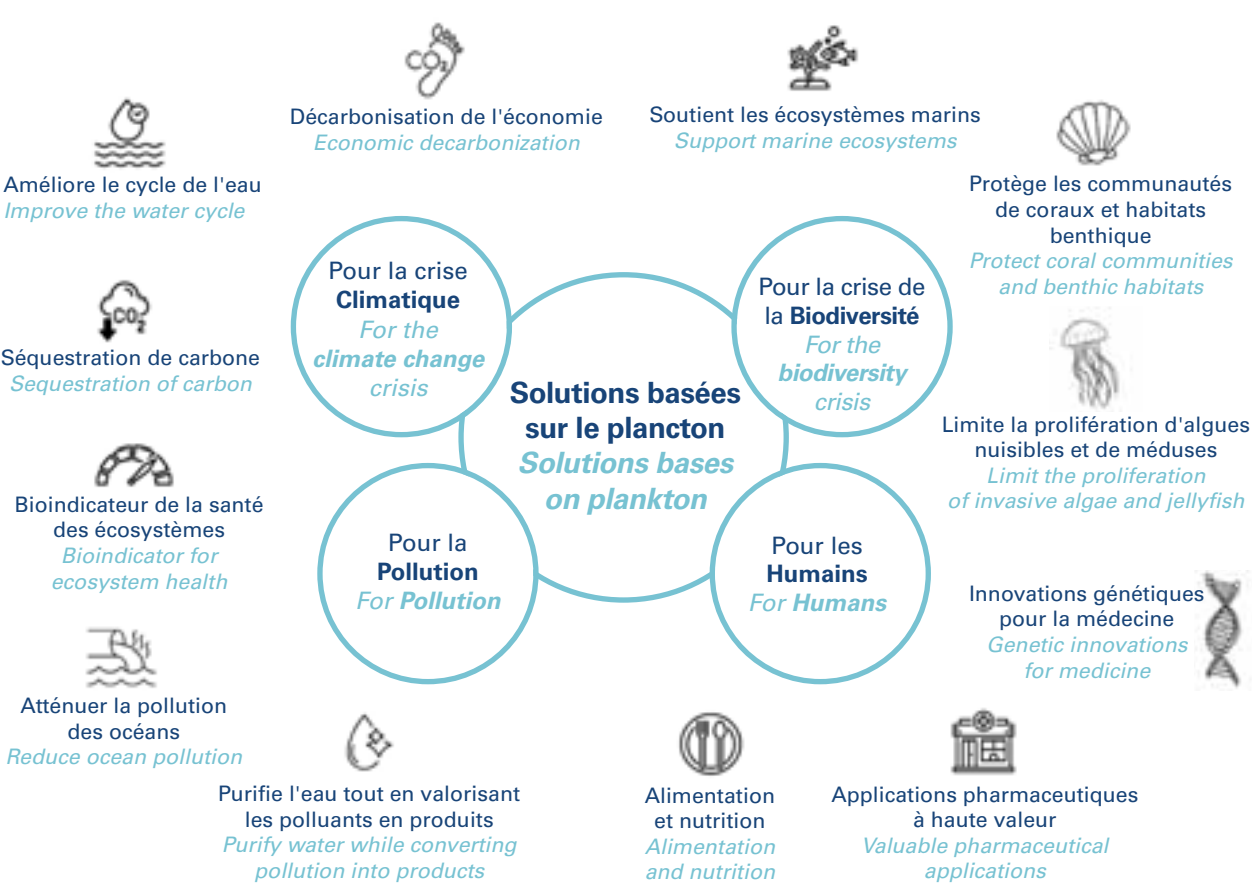 CO₂
Décarbonisation de l'économie
Economic decarbonization
Soutient les écosystèmes marins
Support marine ecosystems
Améliore le cycle de l'eau
Improve the water cycle
Protège les communautés
de coraux et habitats
benthique
Protect coral communities
and benthic habitats
Pour la crise
Climatique
For the
climate change
crisis
Pour la crise de
la Biodiversité
For the
biodiversity
crisis
CO₂
Séquestration de carbone
Sequestration of carbon
Solutions basées
sur le plancton
Solutions bases
on plankton
Limite la prolifération d'algues
nuisibles et de méduses
Limit the proliferation
of invasive algae and jellyfish
Bioindicateur de la santé
des écosystèmes
Bioindicator for
ecosystem health
Pour la
Pollution
For Pollution
Pour les
Humains
For Humans
Innovations génétiques
pour la médecine
Genetic innovations
for medicine
Atténuer la pollution
des océans
Reduce ocean pollution
Purifie l'eau tout en valorisant
les polluants en produits
Purify water while converting
pollution into products
Alimentation
et nutrition
Alimentation
and nutrition
Applications pharmaceutiques
à haute valeur
Valuable pharmaceutical
applications